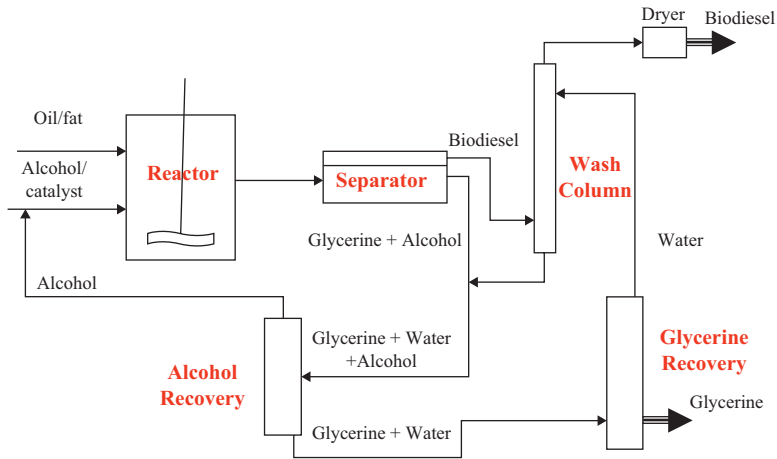 Dryer
Biodiesel
Oil/fat
Alcohol/
catalyst
Reactor
Separator
Biodiesel
Wash
Column
Glycerine + Alcohol
Water
Alcohol
Glycerine + Water
+Alcohol
Alcohol
Recovery
Glycerine
Recovery
Glycerine
Glycerine + Water